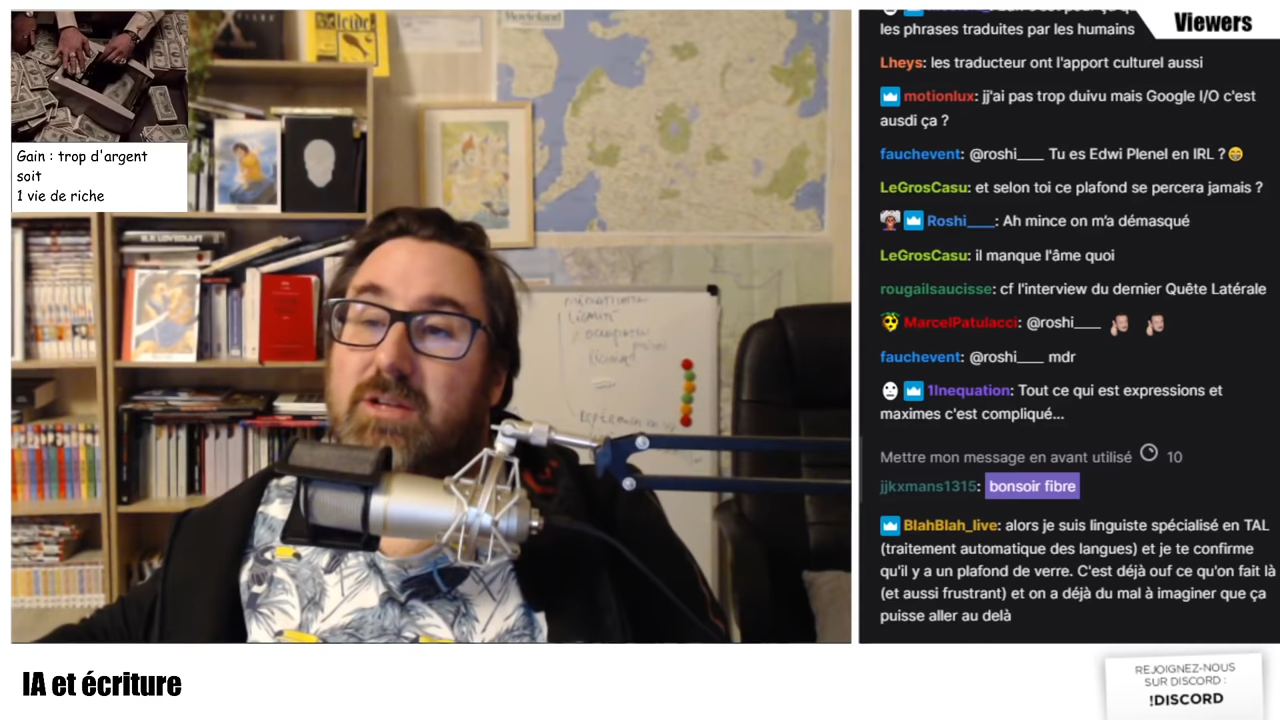 Gain : trop d'argent
soit
1 vie de riche
IA et écriture
Viewers
les phrases traduites par les humains
Lheys: les traducteur ont l'apport culturel aussi
motionlux: jj'ai pas trop duivu mais Google I/O c'est
ausdi ça ?
fauchevent: @roshi____ Tu es Edwi Plenel en IRL ?😁
LeGrosCasu: et selon toi ce plafond se percera jamais ?
Roshi____: Ah mince on m'a démasqué
LeGrosCasu: il manque l'âme quoi
rougailsaucisse: cf l'interview du dernier Quête Latérale
MarcelPatulacci: @roshi____
fauchevent: @roshi____ mdr
1Inequation: Tout ce qui est expressions et
maximes c'est compliqué...
Mettre mon message en avant utilisé 10
jjkxmans1315: bonsoir fibre
BlahBlah_live: alors je suis linguiste spécialisé en TAL
(traitement automatique des langues) et je te confirme
qu'il y a un plafond de verre. C'est déjà ouf ce qu'on fait là
(et aussi frustrant) et on a déjà du mal à imaginer que ça
puisse aller au delà
REJOIGNEZ-NOUS
SUR DISCORD :
!DISCORD